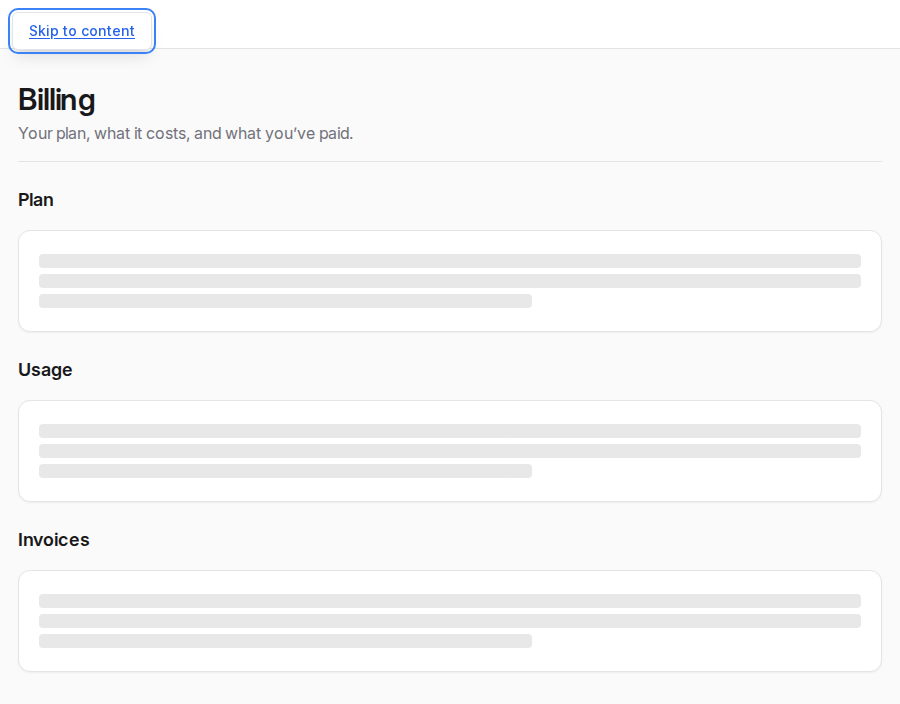 Skip to content
Billing
Your plan, what it costs, and what you’ve paid.
Plan
Usage
Invoices